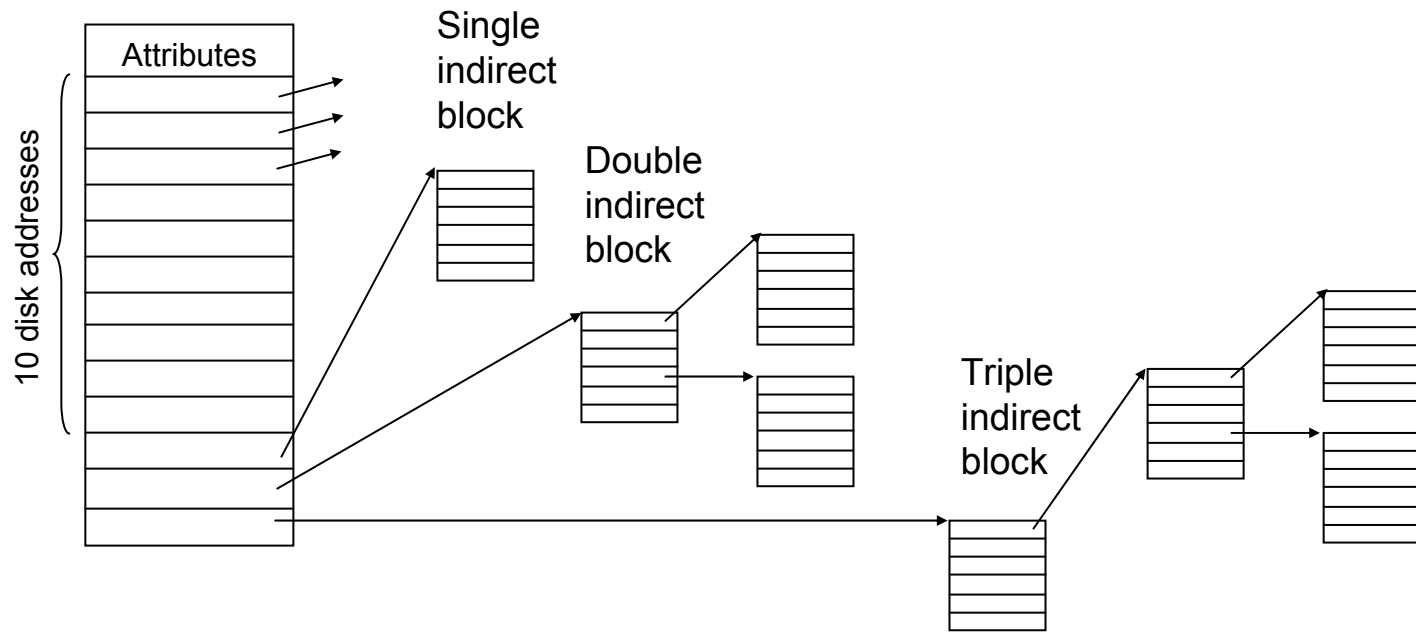 Attributes
10 disk addresses
Single
indirect
block
Double
indirect
block
Triple
indirect
block